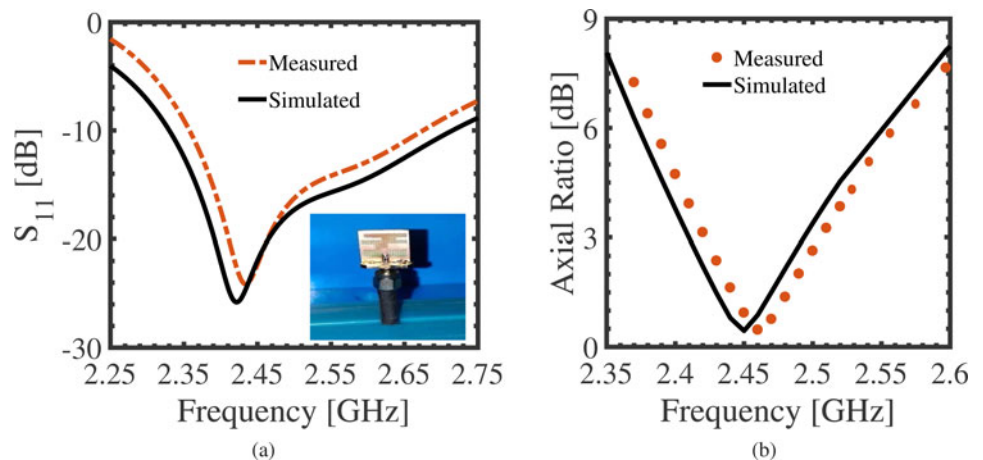 0
-10
-20
-30
S11 [dB]
Measured
Simulated
2.25 2.35 2.45 2.55 2.65 2.75
Frequency [GHz]
(a)
9
6
3
0
Axial Ratio [dB]
Measured
Simulated
2.35 2.4 2.45 2.5 2.55 2.6
Frequency [GHz]
(b)